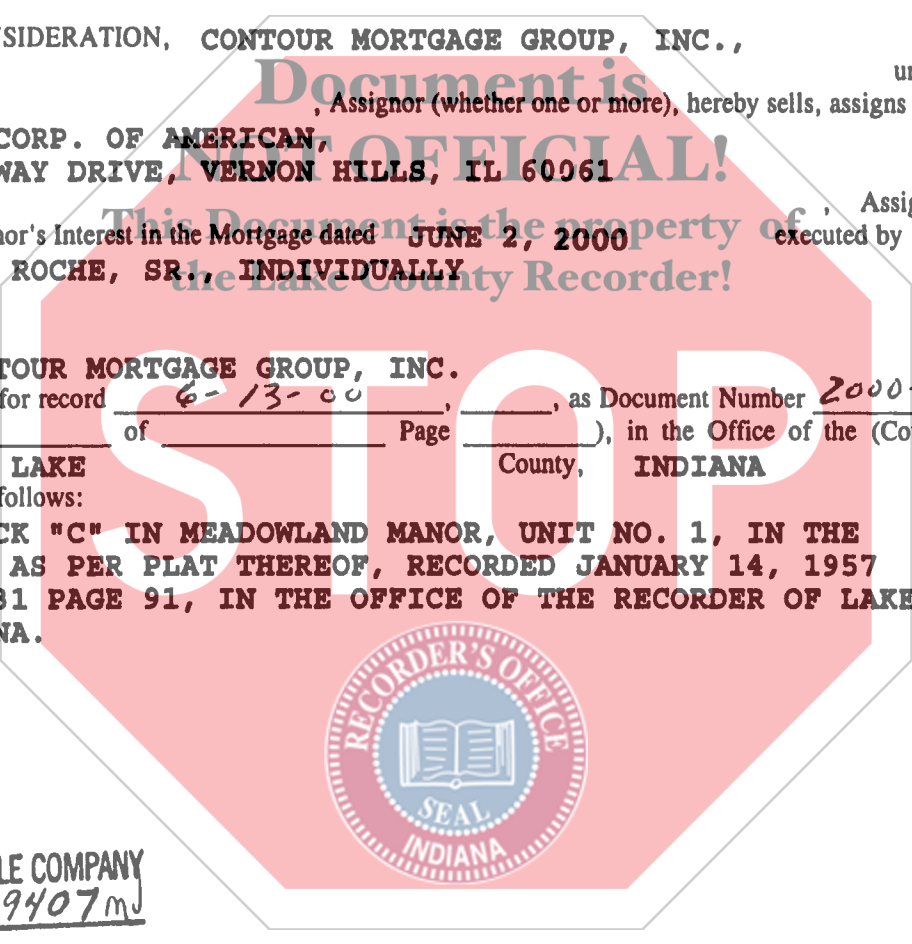 NSIDERATION, CONTOUR MORTGAGE GROUP, INC.,
Document is
, Assignor (whether one or more), hereby sells, assigns
CORP. OF AMERICAN,
NOT OFFICIAL!
WAY DRIVE, VERNON HILLS, IL 60061
, Assig
This Document is the property of
nor's Interest in the Mortgage dated JUNE 2, 2000 executed by
ROCHE, SR., INDIVIDUALLY
the Lake County Recorder!
TOUR MORTGAGE GROUP, INC.
for record 6-13-00, , as Document Number 2000-
of Page ), in the Office of the (Cou
LAKE County, INDIANA
follows:
CK "C" IN MEADOWLAND MANOR, UNIT NO. 1, IN THE
AS PER PLAT THEREOF, RECORDED JANUARY 14, 1957
31 PAGE 91, IN THE OFFICE OF THE RECORDER OF LAKE
NA.
STOP
RECORDER'S OFFICE
SEAL
INDIANA
LE COMPANY
9407 mJ